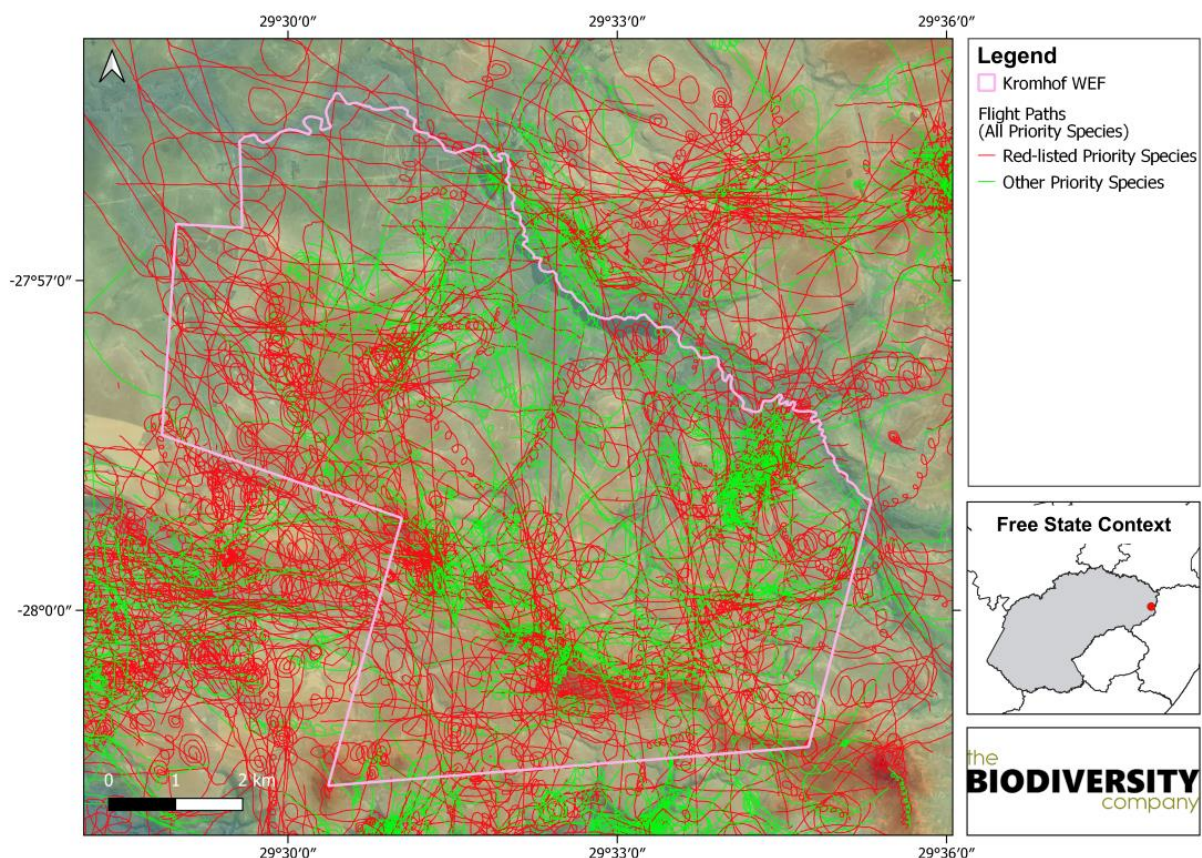 29°30′0″ 29°33′0″ 29°36′0″
-27°57′0″
-28°0′0″
0 1 2 km
29°30′0″ 29°33′0″ 29°36′0″
Legend
Kromhof WEF
Flight Paths
(All Priority Species)
Red-listed Priority Species
Other Priority Species
Free State Context
the
BIODIVERSITY
company